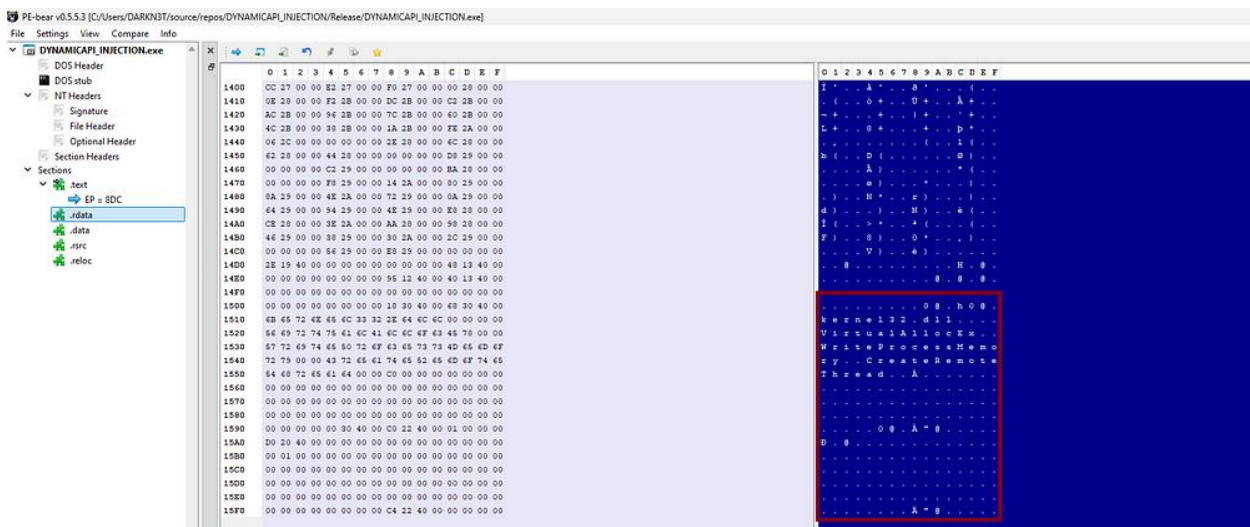 PE-bear v0.5.5.3 [C:/Users/DARKN3T/source/repos/DYNAMICAPI_INJECTION/Release/DYNAMICAPI_INJECTION.exe]
File Settings View Compare Info
DYNAMICAPI_INJECTION.exe
DOS Header
DOS stub
NT Headers
Signature
File Header
Optional Header
Section Headers
Sections
.text
EP = 8DC
.rdata
.data
.rsrc
.reloc
0 1 2 3 4 5 6 7 8 9 A B C D E F
1400 CC 27 00 00 E2 27 00 00 F0 27 00 00 00 28 00 00
1410 0E 28 00 00 F2 2B 00 00 DC 2B 00 00 C2 2B 00 00
1420 AC 2B 00 00 96 2B 00 00 7C 2B 00 00 60 2B 00 00
1430 4C 2B 00 00 38 2B 00 00 1A 2B 00 00 FE 2A 00 00
1440 06 2C 00 00 00 00 00 00 2E 28 00 00 6C 28 00 00
1450 62 28 00 00 44 28 00 00 00 00 00 00 D8 29 00 00
1460 00 00 00 00 C2 29 00 00 00 00 00 00 BA 28 00 00
1470 00 00 00 00 F8 29 00 00 14 2A 00 00 80 29 00 00
1480 8A 29 00 00 4E 2A 00 00 72 29 00 00 0A 29 00 00
1490 64 29 00 00 94 29 00 00 4E 29 00 00 E8 28 00 00
14A0 CE 28 00 00 3E 2A 00 00 AA 28 00 00 98 28 00 00
14B0 46 29 00 00 38 29 00 00 30 2A 00 00 2C 29 00 00
14C0 00 00 00 00 56 29 00 00 E8 29 00 00 00 00 00 00
14D0 2E 19 40 00 00 00 00 00 00 00 00 00 48 13 40 00
14E0 00 00 00 00 00 00 00 00 95 12 40 00 40 13 40 00
14F0 00 00 00 00 00 00 00 00 00 00 00 00 00 00 00 00
1500 00 00 00 00 00 00 00 00 18 30 40 00 68 30 40 00
1510 6B 65 72 6E 65 6C 33 32 2E 64 6C 6C 00 00 00 00
1520 56 69 72 74 75 61 6C 41 6C 6C 6F 63 45 78 00 00
1530 57 72 69 74 65 50 72 6F 63 65 73 73 4D 65 6D 6F
1540 72 79 00 00 43 72 65 61 74 65 52 65 6D 6F 74 65
1550 54 68 72 65 61 64 00 00 C0 00 00 00 00 00 00 00
1560 00 00 00 00 00 00 00 00 00 00 00 00 00 00 00 00
1570 00 00 00 00 00 00 00 00 00 00 00 00 00 00 00 00
1580 00 00 00 00 00 00 00 00 00 00 00 00 00 00 00 00
1590 00 00 00 00 00 30 40 00 C0 22 40 00 01 00 00 00
15A0 D0 20 40 00 00 00 00 00 00 00 00 00 00 00 00 00
15B0 00 01 00 00 00 00 00 00 00 00 00 00 00 00 00 00
15C0 00 00 00 00 00 00 00 00 00 00 00 00 00 00 00 00
15D0 00 00 00 00 00 00 00 00 00 00 00 00 00 00 00 00
15E0 00 00 00 00 00 00 00 00 00 00 00 00 00 00 00 00
15F0 00 00 00 00 00 00 00 00 00 C4 22 40 00 00 00 00
0 1 2 3 4 5 6 7 8 9 A B C D E F
k e r n e l 3 2 . d l l . . . .
V i r t u a l A l l o c E x . .
W r i t e P r o c e s s M e m o
r y . . C r e a t e R e m o t e
T h r e a d . . À . . . . . . .